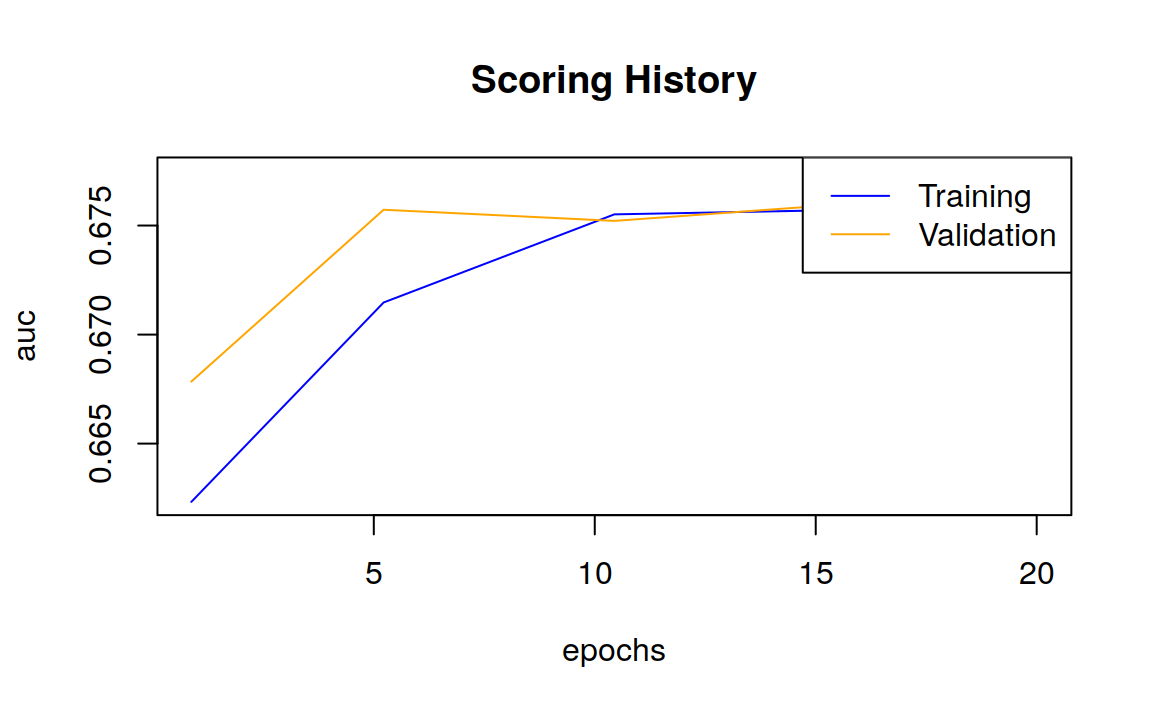 Scoring History
Training
Validation
0.675
0.670
0.665
auc
5 10 15 20
epochs